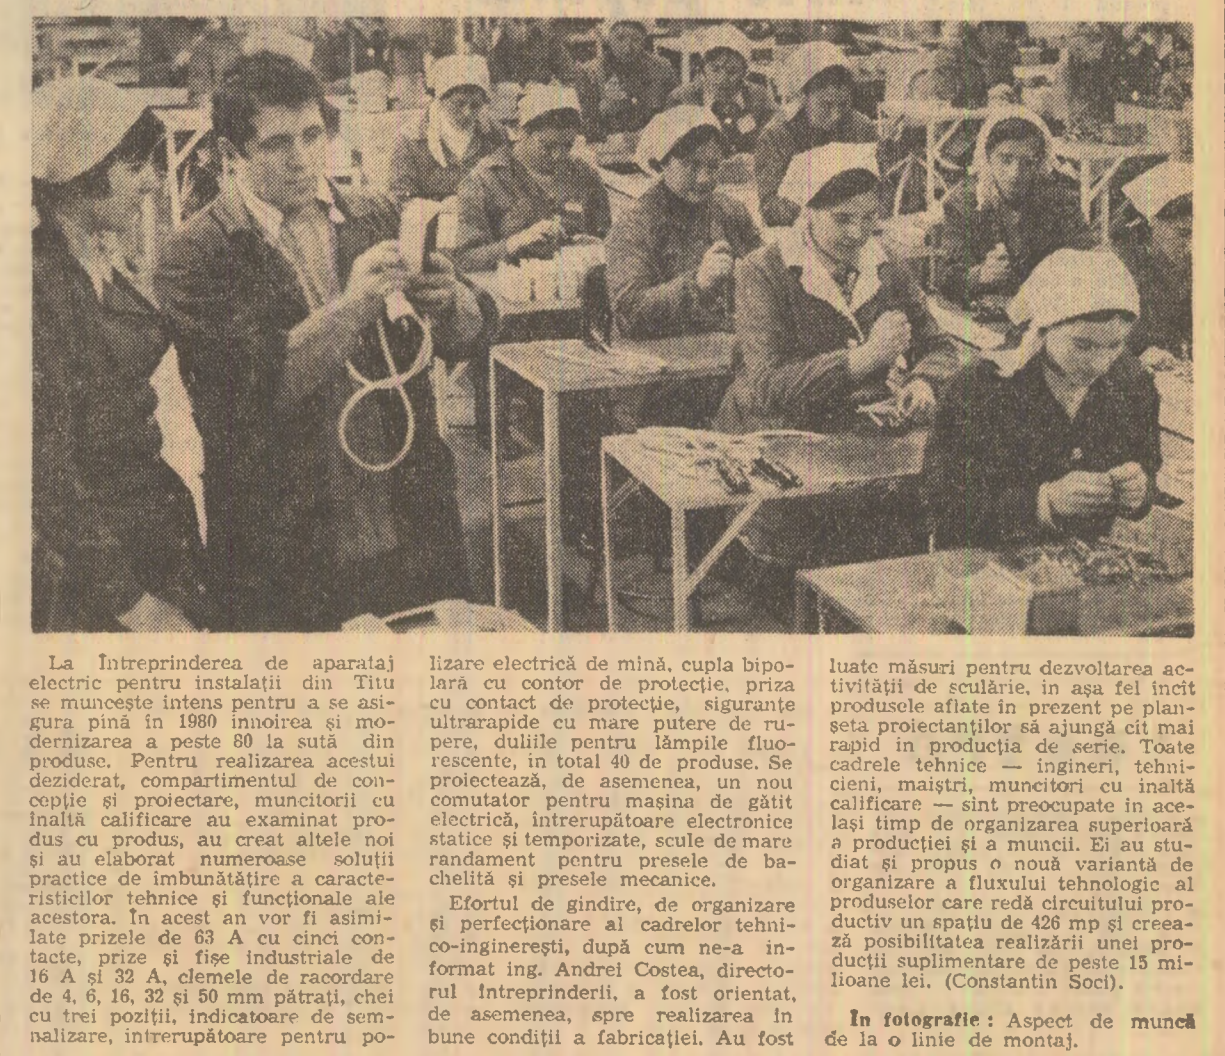 La Întreprinderea de aparataj
electric pentru instalații din Titu
se muncește intens pentru a se asi-
gura pînă în 1980 înnoirea și mo-
dernizarea a peste 80 la sută din
produse. Pentru realizarea acestui
deziderat, compartimentul de con-
cepție și proiectare, muncitorii cu
înaltă calificare au examinat pro-
dus cu produs, au creat altele noi
și au elaborat numeroase soluții
practice de îmbunătățire a caracte-
risticilor tehnice și funcționale ale
acestora. În acest an vor fi asimi-
late prizele de 63 A cu cinci con-
tacte, prize și fișe industriale de
16 A și 32 A, clemele de racordare
de 4, 6, 16, 32 și 50 mm pătrați, chei
cu trei poziții, indicatoare de sem-
nalizare, intrerupătoare pentru po-
lizare electrică de mină, cupla bipo-
lară cu contor de protecție, priza
cu contact de protecție, siguranțe
ultrarapide cu mare putere de ru-
pere, duliile pentru lămpile fluo-
rescente, in total 40 de produse. Se
proiectează, de asemenea, un nou
comutator pentru mașina de gătit
electrică, întrerupătoare electronice
statice și temporizate, scule de mare
randament pentru presele de ba-
chelită și presele mecanice.
Efortul de gindire, de organizare
și perfecționare al cadrelor tehni-
co-inginerești, după cum ne-a in-
format ing. Andrei Costea, directo-
rul întreprinderii, a fost orientat,
de asemenea, spre realizarea în
bune condiții a fabricației. Au fost
luate măsuri pentru dezvoltarea ac-
tivității de sculărie, in așa fel incît
produsele aflate în prezent pe plan-
șeta proiectanților să ajungă cit mai
rapid in producția de serie. Toate
cadrele tehnice — ingineri, tehni-
cieni, maiștri, muncitori cu inaltă
calificare — sint preocupate in ace-
lași timp de organizarea superioară
a producției și a muncii. Ei au stu-
diat și propus o nouă variantă de
organizare a fluxului tehnologic al
produselor care redă circuitului pro-
ductiv un spațiu de 426 mp și creea-
ză posibilitatea realizării unei pro-
ducții suplimentare de peste 15 mi-
lioane lei. (Constantin Soci).
In fotografie : Aspect de muncă
de la o linie de montaj.